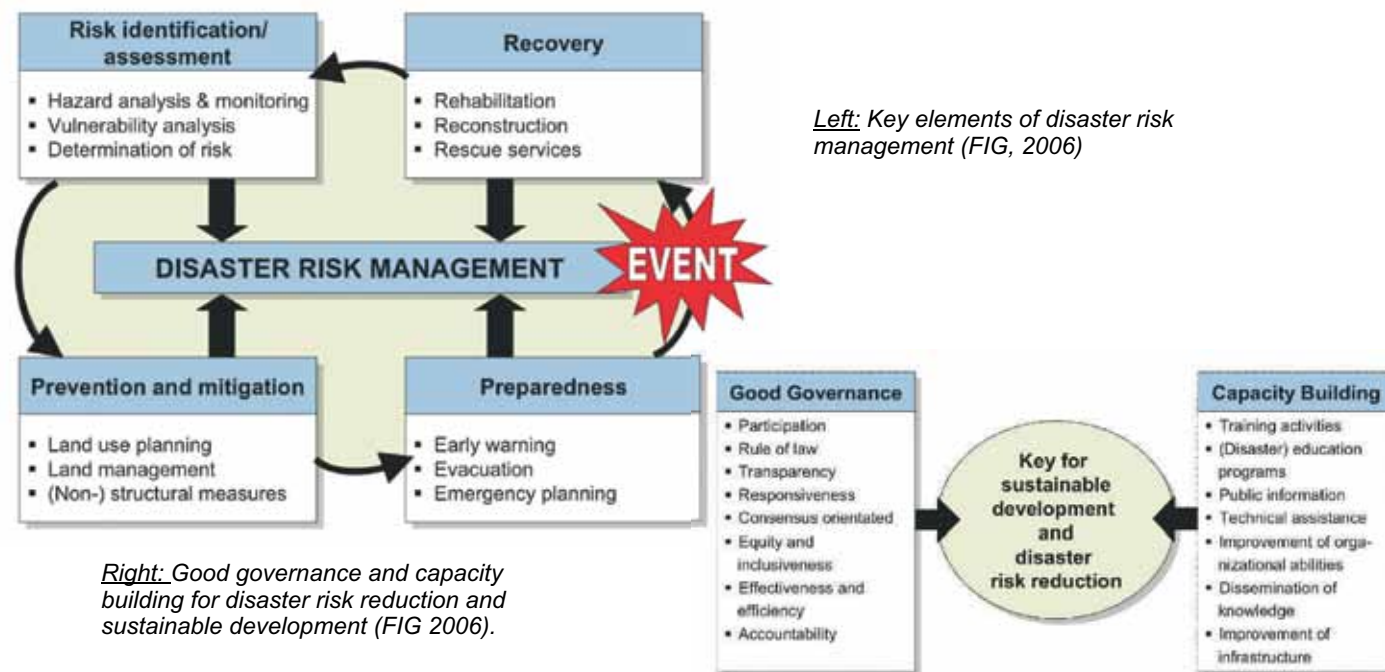 Risk identification/
assessment
▪ Hazard analysis & monitoring
▪ Vulnerability analysis
▪ Determination of risk
Recovery
▪ Rehabilitation
▪ Reconstruction
▪ Rescue services
Left: Key elements of disaster risk
management (FIG, 2006)
DISASTER RISK MANAGEMENT
EVENT
Prevention and mitigation
▪ Land use planning
▪ Land management
▪ (Non-) structural measures
Preparedness
▪ Early warning
▪ Evacuation
▪ Emergency planning
Right: Good governance and capacity
building for disaster risk reduction and
sustainable development (FIG 2006).
Good Governance
▪ Participation
▪ Rule of law
▪ Transparency
▪ Responsiveness
▪ Consensus orientated
▪ Equity and
inclusiveness
▪ Effectiveness and
efficiency
▪ Accountability
Key for
sustainable
development
and
disaster
risk reduction
Capacity Building
▪ Training activities
▪ (Disaster) education
programs
▪ Public information
▪ Technical assistance
▪ Improvement of orga-
nizational abilities
▪ Dissemination of
knowledge
▪ Improvement of
infrastructure